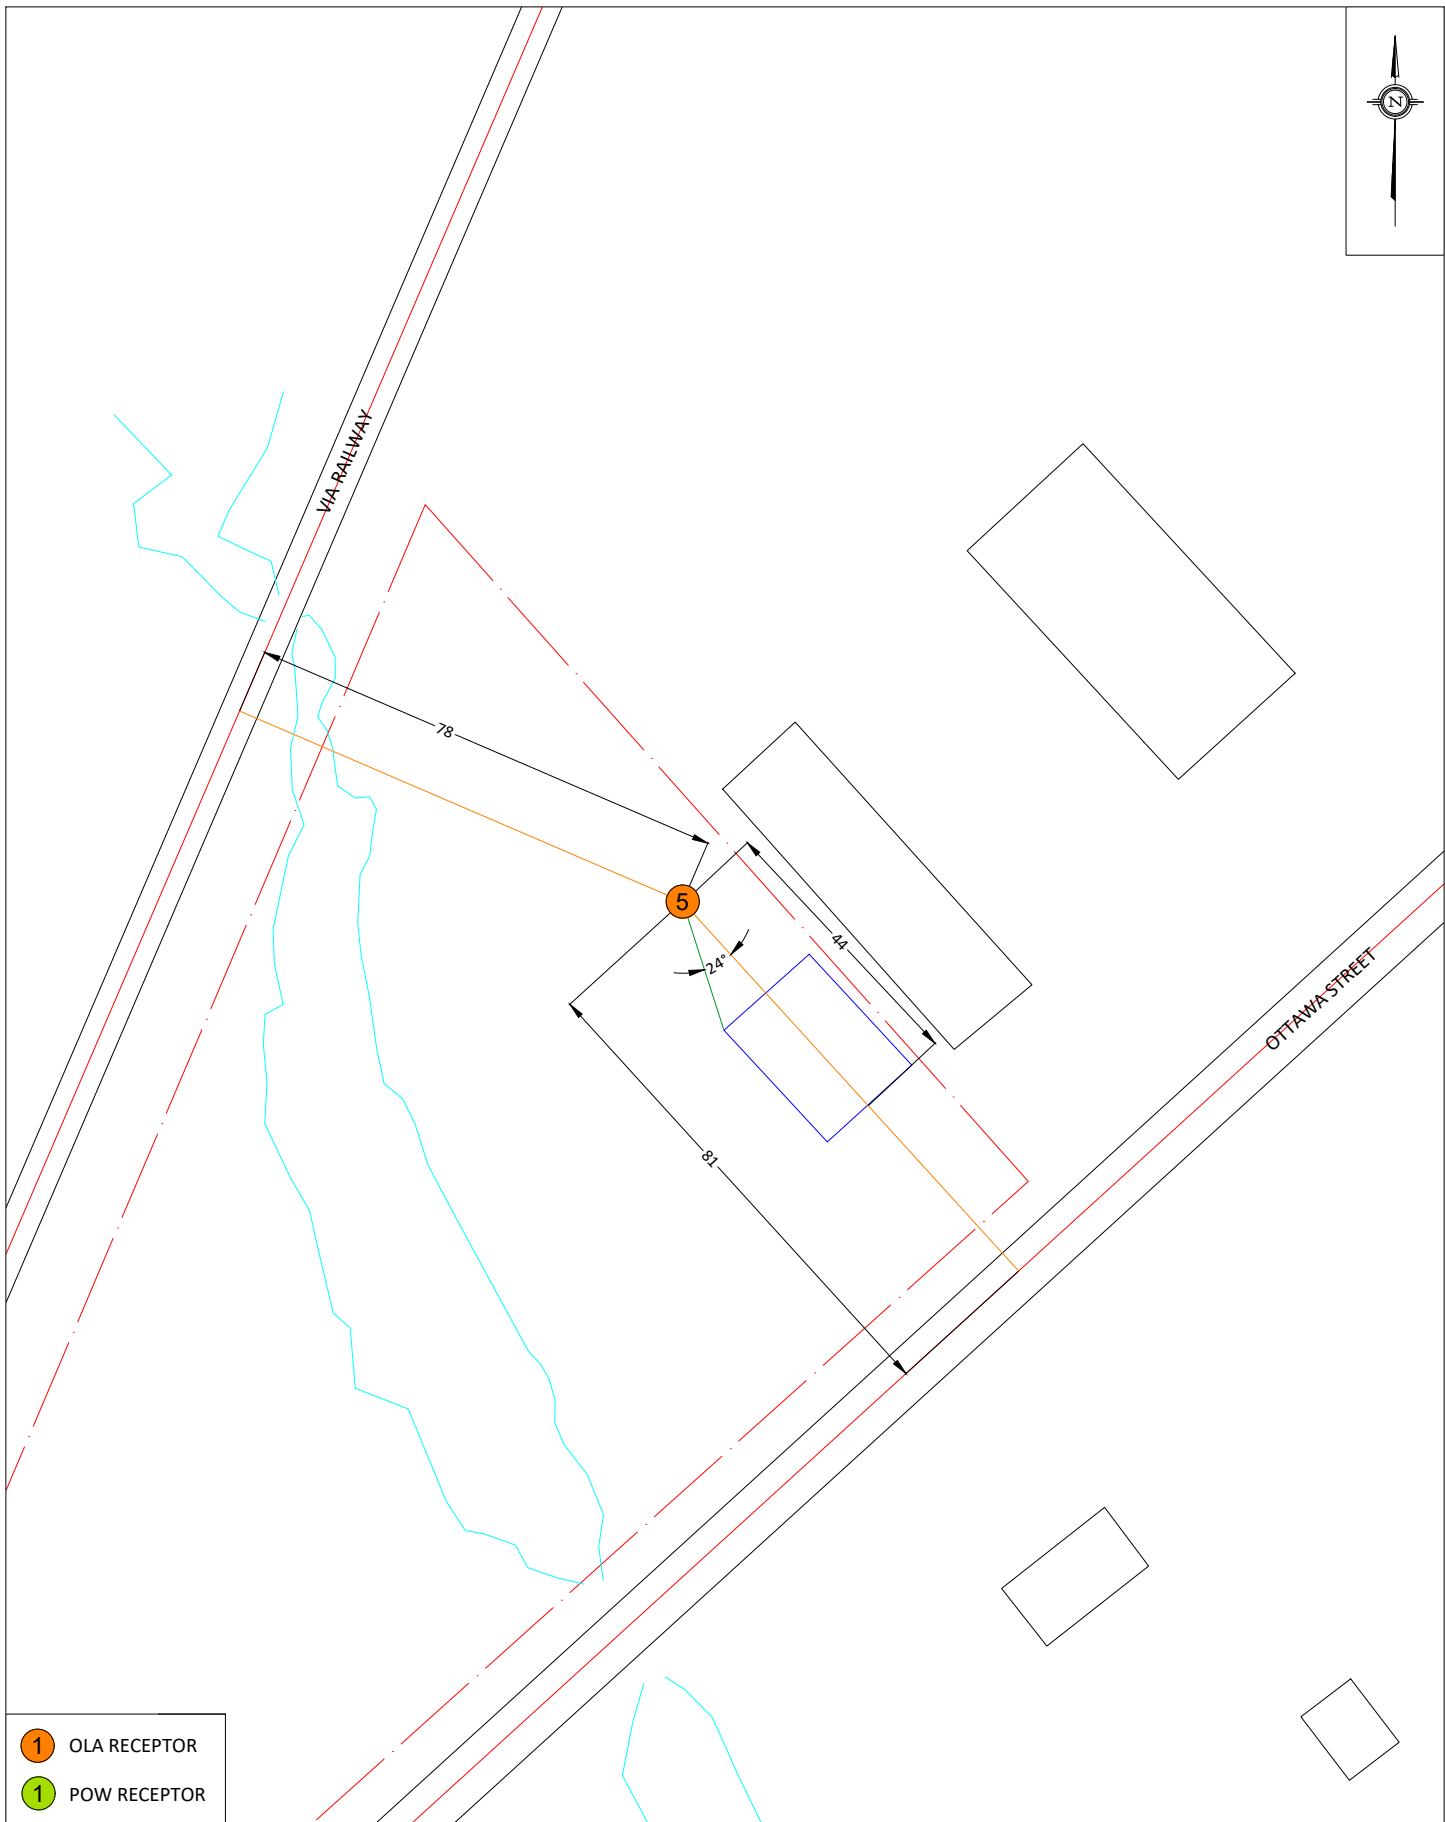 N
VIA RAILWAY
78
5
44
24°
OTTAWA STREET
81
1 OLA RECEPTOR
1 POW RECEPTOR